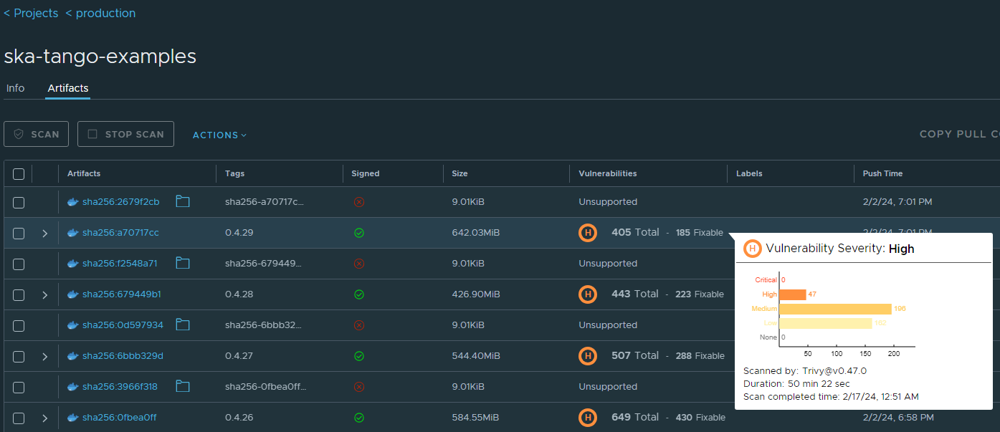 < Projects < production
ska-tango-examples
Info Artifacts
SCAN STOP SCAN ACTIONS COPY PULL CO
Artifacts Tags Signed Size Vulnerabilities Labels Push Time
sha256:2679f2cb sha256-a70717c... 9.01KiB Unsupported 2/2/24, 7:01 PM
sha256:a70717cc 0.4.29 642.03MiB H 405 Total - 185 Fixable 2/2/24, 7:01 PM
sha256:f2548a71 sha256-679449... 9.01KiB Unsupported
sha256:679449b1 0.4.28 426.90MiB H 443 Total - 223 Fixable
sha256:0d597934 sha256-6bbb32... 9.01KiB Unsupported
sha256:6bbb329d 0.4.27 544.40MiB H 507 Total - 288 Fixable
sha256:3966f318 sha256-0fbea0ff... 9.01KiB Unsupported
sha256:0fbea0ff 0.4.26 584.55MiB H 649 Total - 430 Fixable 2/2/24, 6:58 PM
H Vulnerability Severity: High
Critical 0
High 47
Medium 196
Low 162
None 0
50 100 150 200
Scanned by: Trivy@v0.47.0
Duration: 50 min 22 sec
Scan completed time: 2/17/24, 12:51 AM